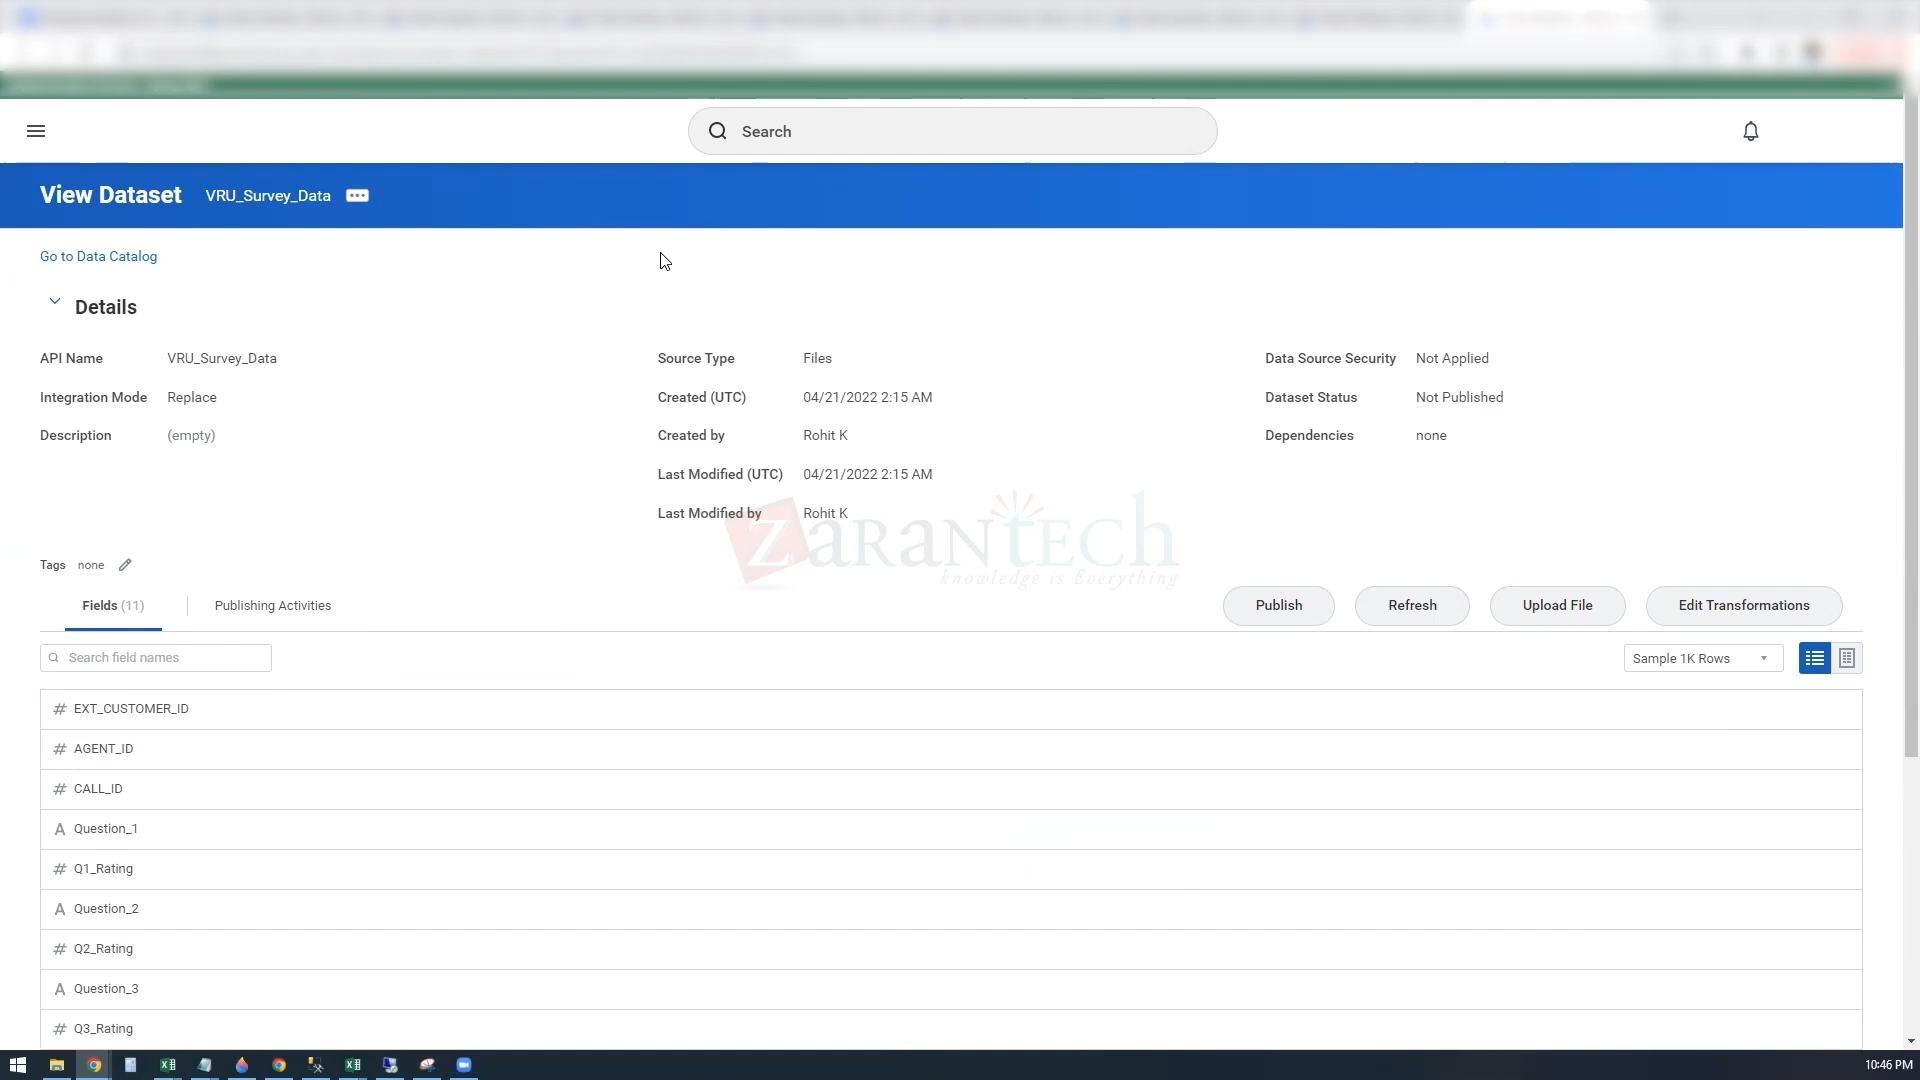 Search
View Dataset VRU_Survey_Data
Go to Data Catalog
Details
API Name VRU_Survey_Data Source Type Files Data Source Security Not Applied
Integration Mode Replace Created (UTC) 04/21/2022 2:15 AM Dataset Status Not Published
Description (empty) Created by Rohit K Dependencies none
Last Modified (UTC) 04/21/2022 2:15 AM
Last Modified by Rohit K
ZaranTech
knowledge is Everything
Tags none
Fields (11) Publishing Activities Publish Refresh Upload File Edit Transformations
Search field names Sample 1K Rows
# EXT_CUSTOMER_ID
# AGENT_ID
# CALL_ID
A Question_1
# Q1_Rating
A Question_2
# Q2_Rating
A Question_3
# Q3_Rating
10:46 PM